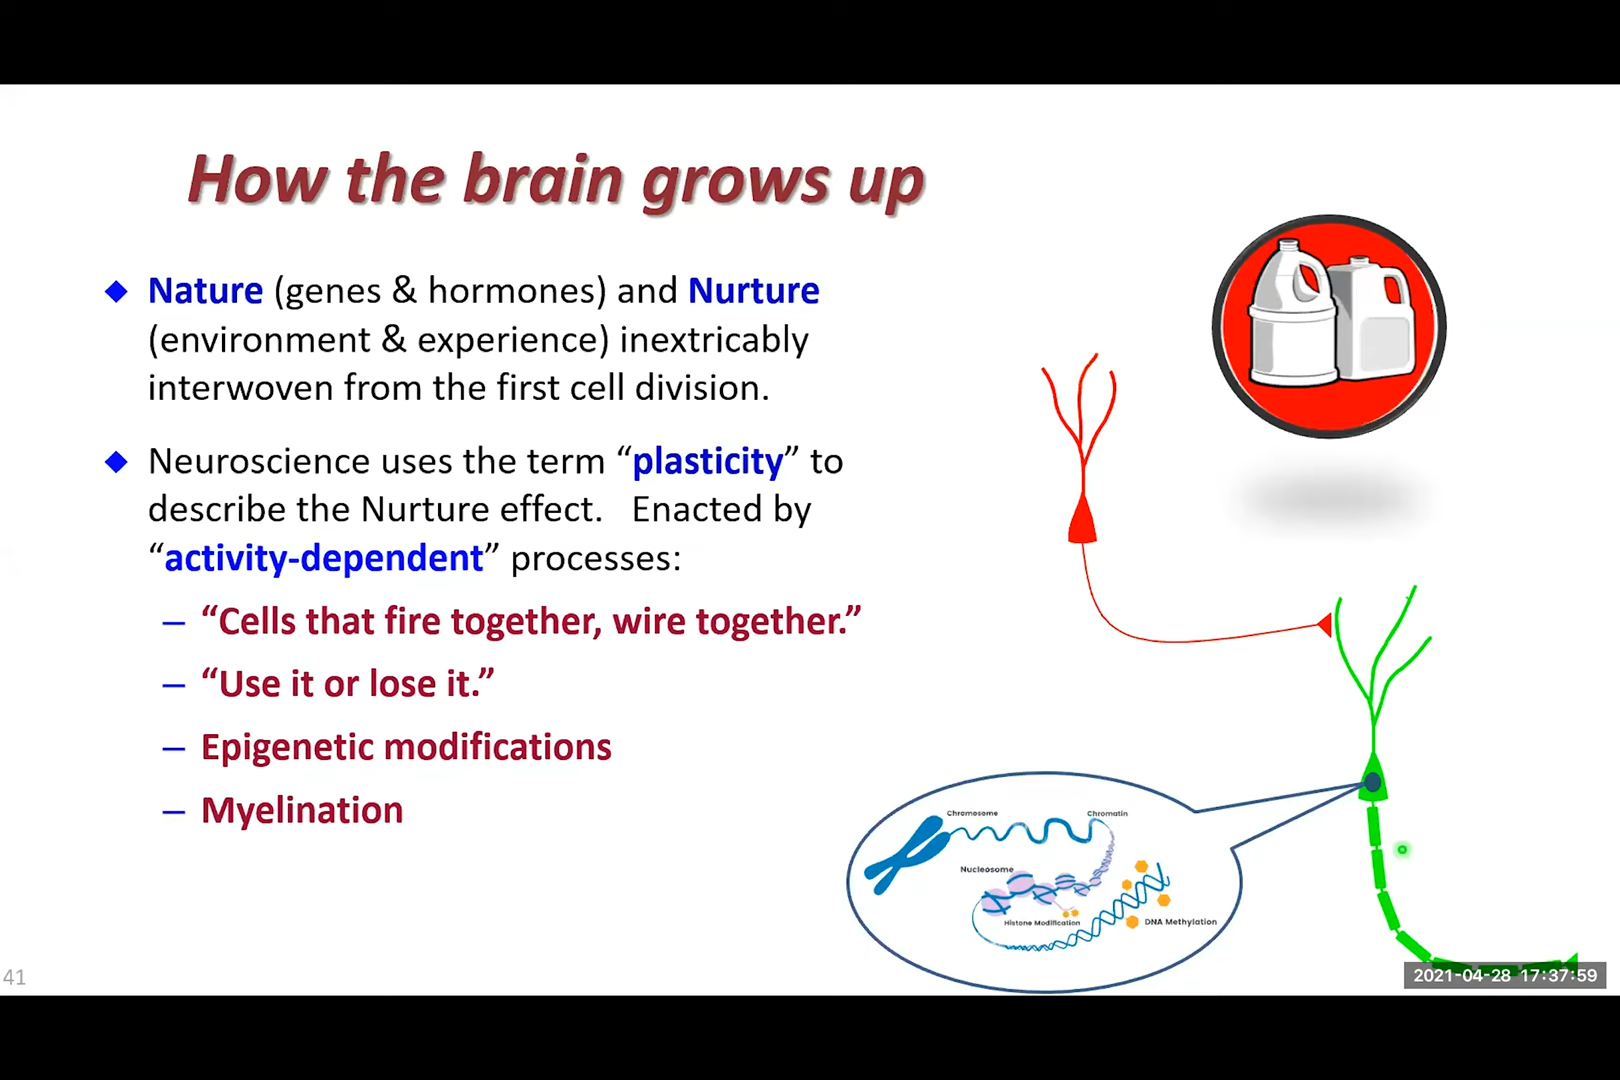 How the brain grows up
Nature (genes & hormones) and Nurture
(environment & experience) inextricably
interwoven from the first cell division.
Neuroscience uses the term “plasticity” to
describe the Nurture effect. Enacted by
“activity-dependent” processes:
– “Cells that fire together, wire together.”
– “Use it or lose it.”
– Epigenetic modifications
– Myelination
Chromosome
Chromatin
Nucleosome
Histone Modification
DNA Methylation
41
2021-04-28 17:37:59